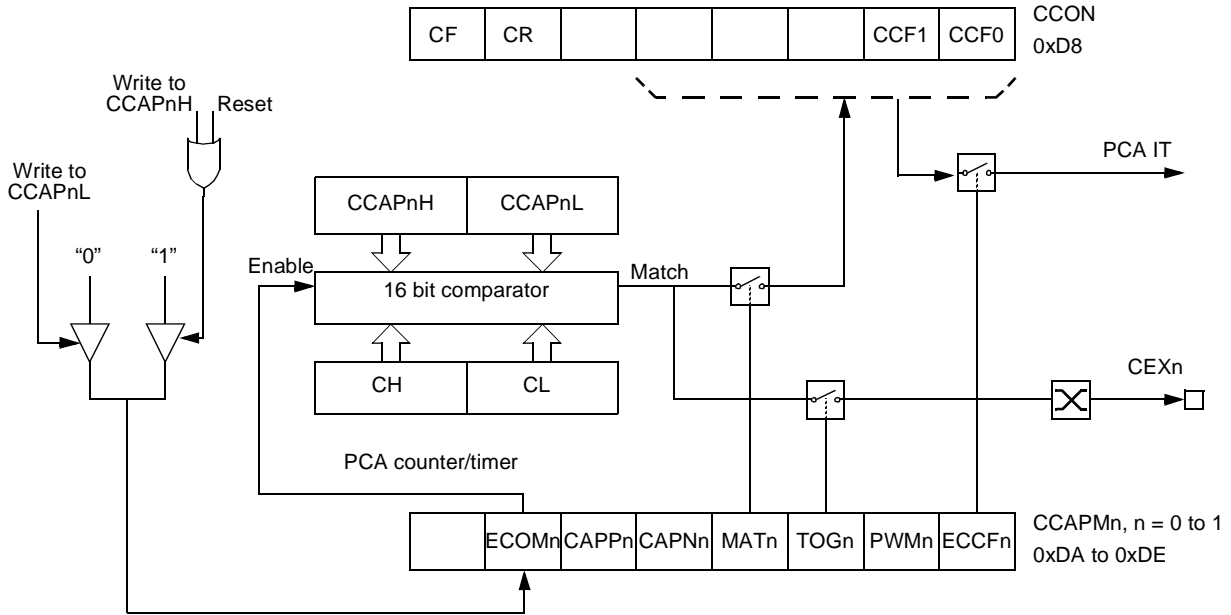 CF CR CCF1 CCF0 CCON
0xD8
Write to
CCAPnH Reset
Write to
CCAPnL
PCA IT
CCAPnH CCAPnL
“0” “1”
Enable
16 bit comparator
Match
CH CL
CEXn
PCA counter/timer
ECOMn CAPPn CAPNn MATn TOGn PWMn ECCFn
CCAPMn, n = 0 to 1
0xDA to 0xDE